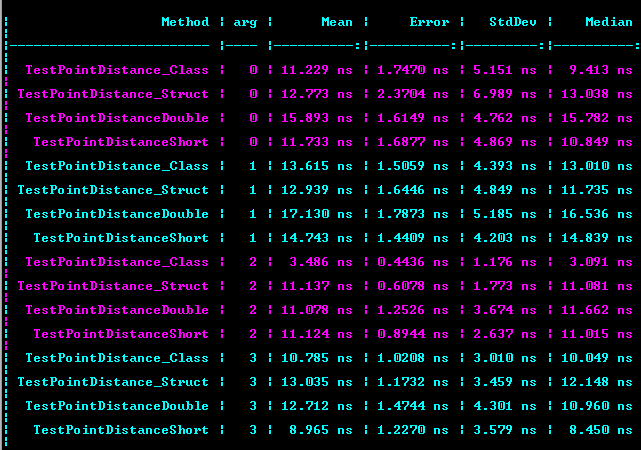 | Method | arg | Mean | Error | StdDev | Median
|------------------------- |---- |----------:|----------:|---------:|----------:
| TestPointDistance_Class | 0 | 11.229 ns | 1.7470 ns | 5.151 ns | 9.413 ns
| TestPointDistance_Struct | 0 | 12.773 ns | 2.3704 ns | 6.989 ns | 13.038 ns
| TestPointDistanceDouble | 0 | 15.893 ns | 1.6149 ns | 4.762 ns | 15.782 ns
| TestPointDistanceShort | 0 | 11.733 ns | 1.6877 ns | 4.869 ns | 10.849 ns
| TestPointDistance_Class | 1 | 13.615 ns | 1.5059 ns | 4.393 ns | 13.010 ns
| TestPointDistance_Struct | 1 | 12.939 ns | 1.6446 ns | 4.849 ns | 11.735 ns
| TestPointDistanceDouble | 1 | 17.130 ns | 1.7873 ns | 5.185 ns | 16.536 ns
| TestPointDistanceShort | 1 | 14.743 ns | 1.4409 ns | 4.203 ns | 14.839 ns
| TestPointDistance_Class | 2 | 3.486 ns | 0.4436 ns | 1.176 ns | 3.091 ns
| TestPointDistance_Struct | 2 | 11.137 ns | 0.6078 ns | 1.773 ns | 11.081 ns
| TestPointDistanceDouble | 2 | 11.078 ns | 1.2526 ns | 3.674 ns | 11.662 ns
| TestPointDistanceShort | 2 | 11.124 ns | 0.8944 ns | 2.637 ns | 11.015 ns
| TestPointDistance_Class | 3 | 10.785 ns | 1.0208 ns | 3.010 ns | 10.049 ns
| TestPointDistance_Struct | 3 | 13.035 ns | 1.1732 ns | 3.459 ns | 12.148 ns
| TestPointDistanceDouble | 3 | 12.712 ns | 1.4744 ns | 4.301 ns | 10.960 ns
| TestPointDistanceShort | 3 | 8.965 ns | 1.2270 ns | 3.579 ns | 8.450 ns